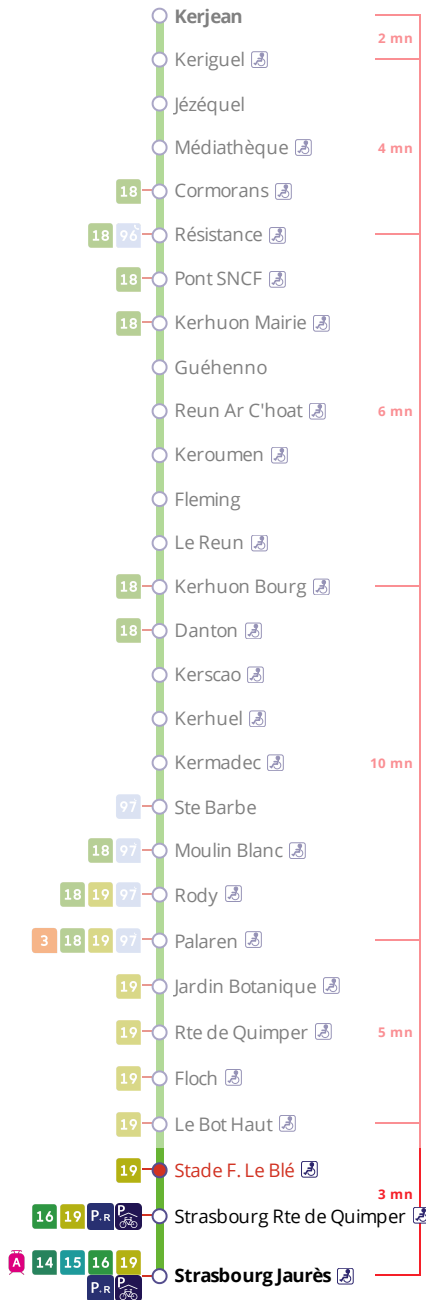 Kerjean
2 mn
Keriguel
Jézéquel
Médiathèque 4 mn
18 Cormorans
18 96 Résistance
18 Pont SNCF
18 Kerhuon Mairie
Guéhenno
Reun Ar C'hoat 6 mn
Keroumen
Fleming
Le Reun
18 Kerhuon Bourg
18 Danton
Kerscao
Kerhuel
Kermadec 10 mn
97 Ste Barbe
18 97 Moulin Blanc
18 19 97 Rody
3 18 19 97 Palaren
19 Jardin Botanique
19 Rte de Quimper 5 mn
19 Floch
19 Le Bot Haut
19 Stade F. Le Blé
3 mn
16 19 P.R P Strasbourg Rte de Quimper
A 14 15 16 19
Strasbourg Jaurès
P.R P